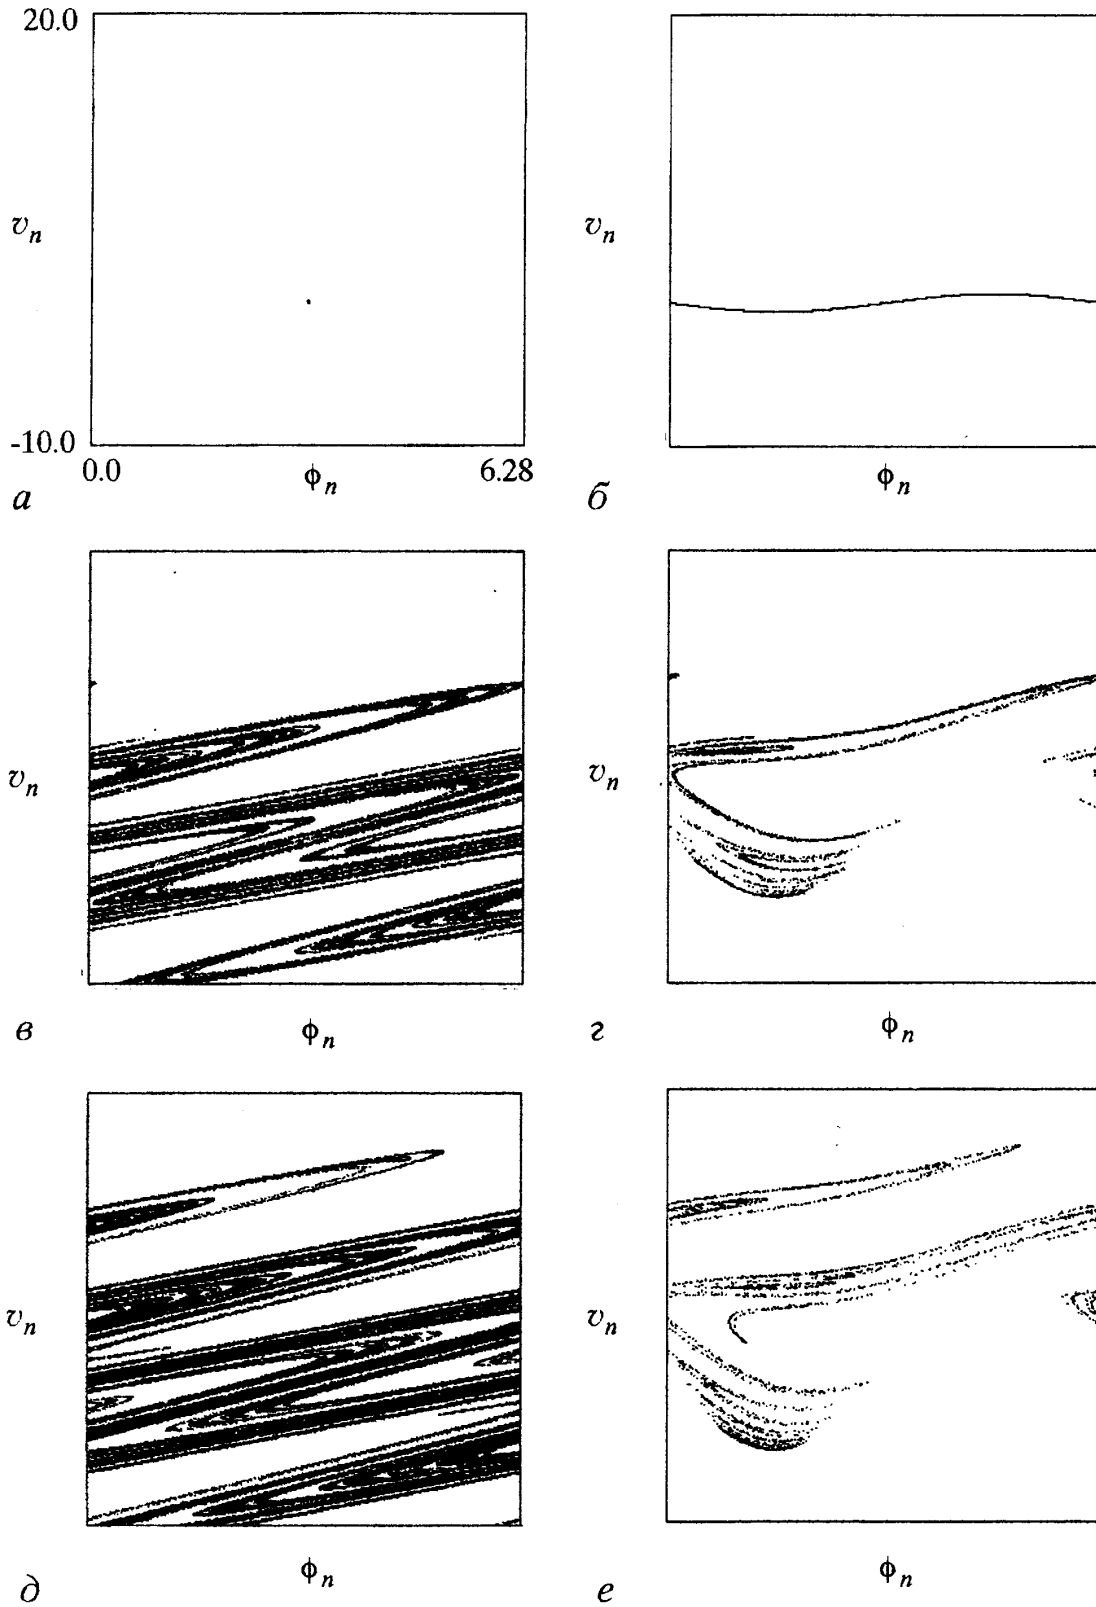 20.0
v_n v_n
-10.0
0.0 ϕ_n 6.28 ϕ_n
а б
v_n v_n
в ϕ_n г ϕ_n
v_n v_n
д ϕ_n е ϕ_n